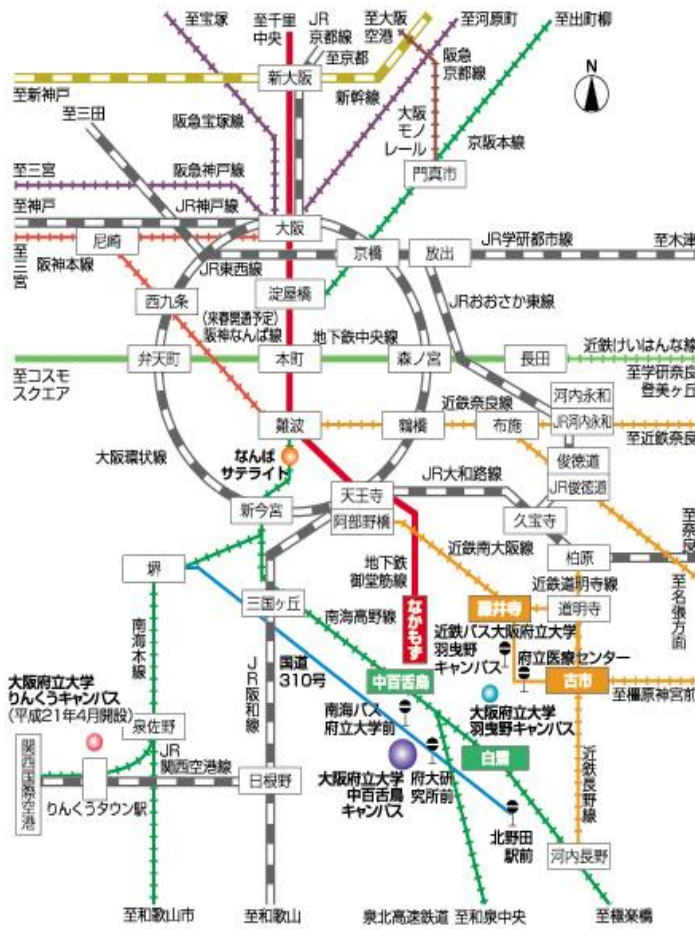 至宝塚
至千里
中央
JR
京都線
至京都
至大阪
空港
至河原町
至出町柳
阪急
京都線
新大阪
至新神戸
新幹線
至三田
阪急宝塚線
大阪
モノ
レール
京阪本線
門真市
至三宮
阪急神戸線
至神戸
JR神戸線
大阪
尼崎
京橋
放出
JR学研都市線
至木津
至三宮
阪神本線
JR東西線
淀屋橋
西九条
JRおおさか東線
(来春開通予定)
阪神なんば線
地下鉄中央線
近鉄けいはんな線
弁天町
本町
森ノ宮
長田
至コスモ
スクエア
至学研奈良
登美ヶ丘
河内永和
JR河内永和
近鉄奈良線
難波
鶴橋
布施
至近鉄奈良
なんば
サテライト
俊徳道
JR俊徳道
大阪環状線
JR大和路線
天王寺
阿部野橋
新今宮
久宝寺
至奈良
近鉄南大阪線
柏原
堺
地下鉄
御堂筋線
近鉄道明寺線
至名張方面
三国ヶ丘
南海高野線
なかもず
藤井寺
道明寺
南海本線
国道
310号
近鉄バス大阪府立大学
羽曳野
キャンパス
府立医療センター
中百舌鳥
古市
至橿原神宮前
大阪府立大学
りんくうキャンパス
(平成21年4月開設)
JR阪和線
南海バス
府立大学前
大阪府立大学
羽曳野キャンパス
泉佐野
白鷺
関西国際空港
JR
関西空港線
日根野
大阪府立大学
中百舌鳥
キャンパス
府大研
究所前
近鉄長野線
りんくうタウン駅
北野田
駅前
河内長野
至和歌山市
至和歌山
泉北高速鉄道
至和泉中央
至極楽橋